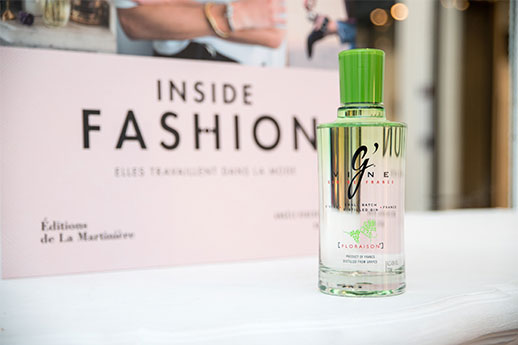 INSIDE
FASHION
ELLES TRAVAILLENT DANS LA MODE
Éditions
de La Martinière
G'
VINE
FRANCE
[FLORAISON]
PRODUCT OF FRANCE
DISTILLED FROM GRAPES